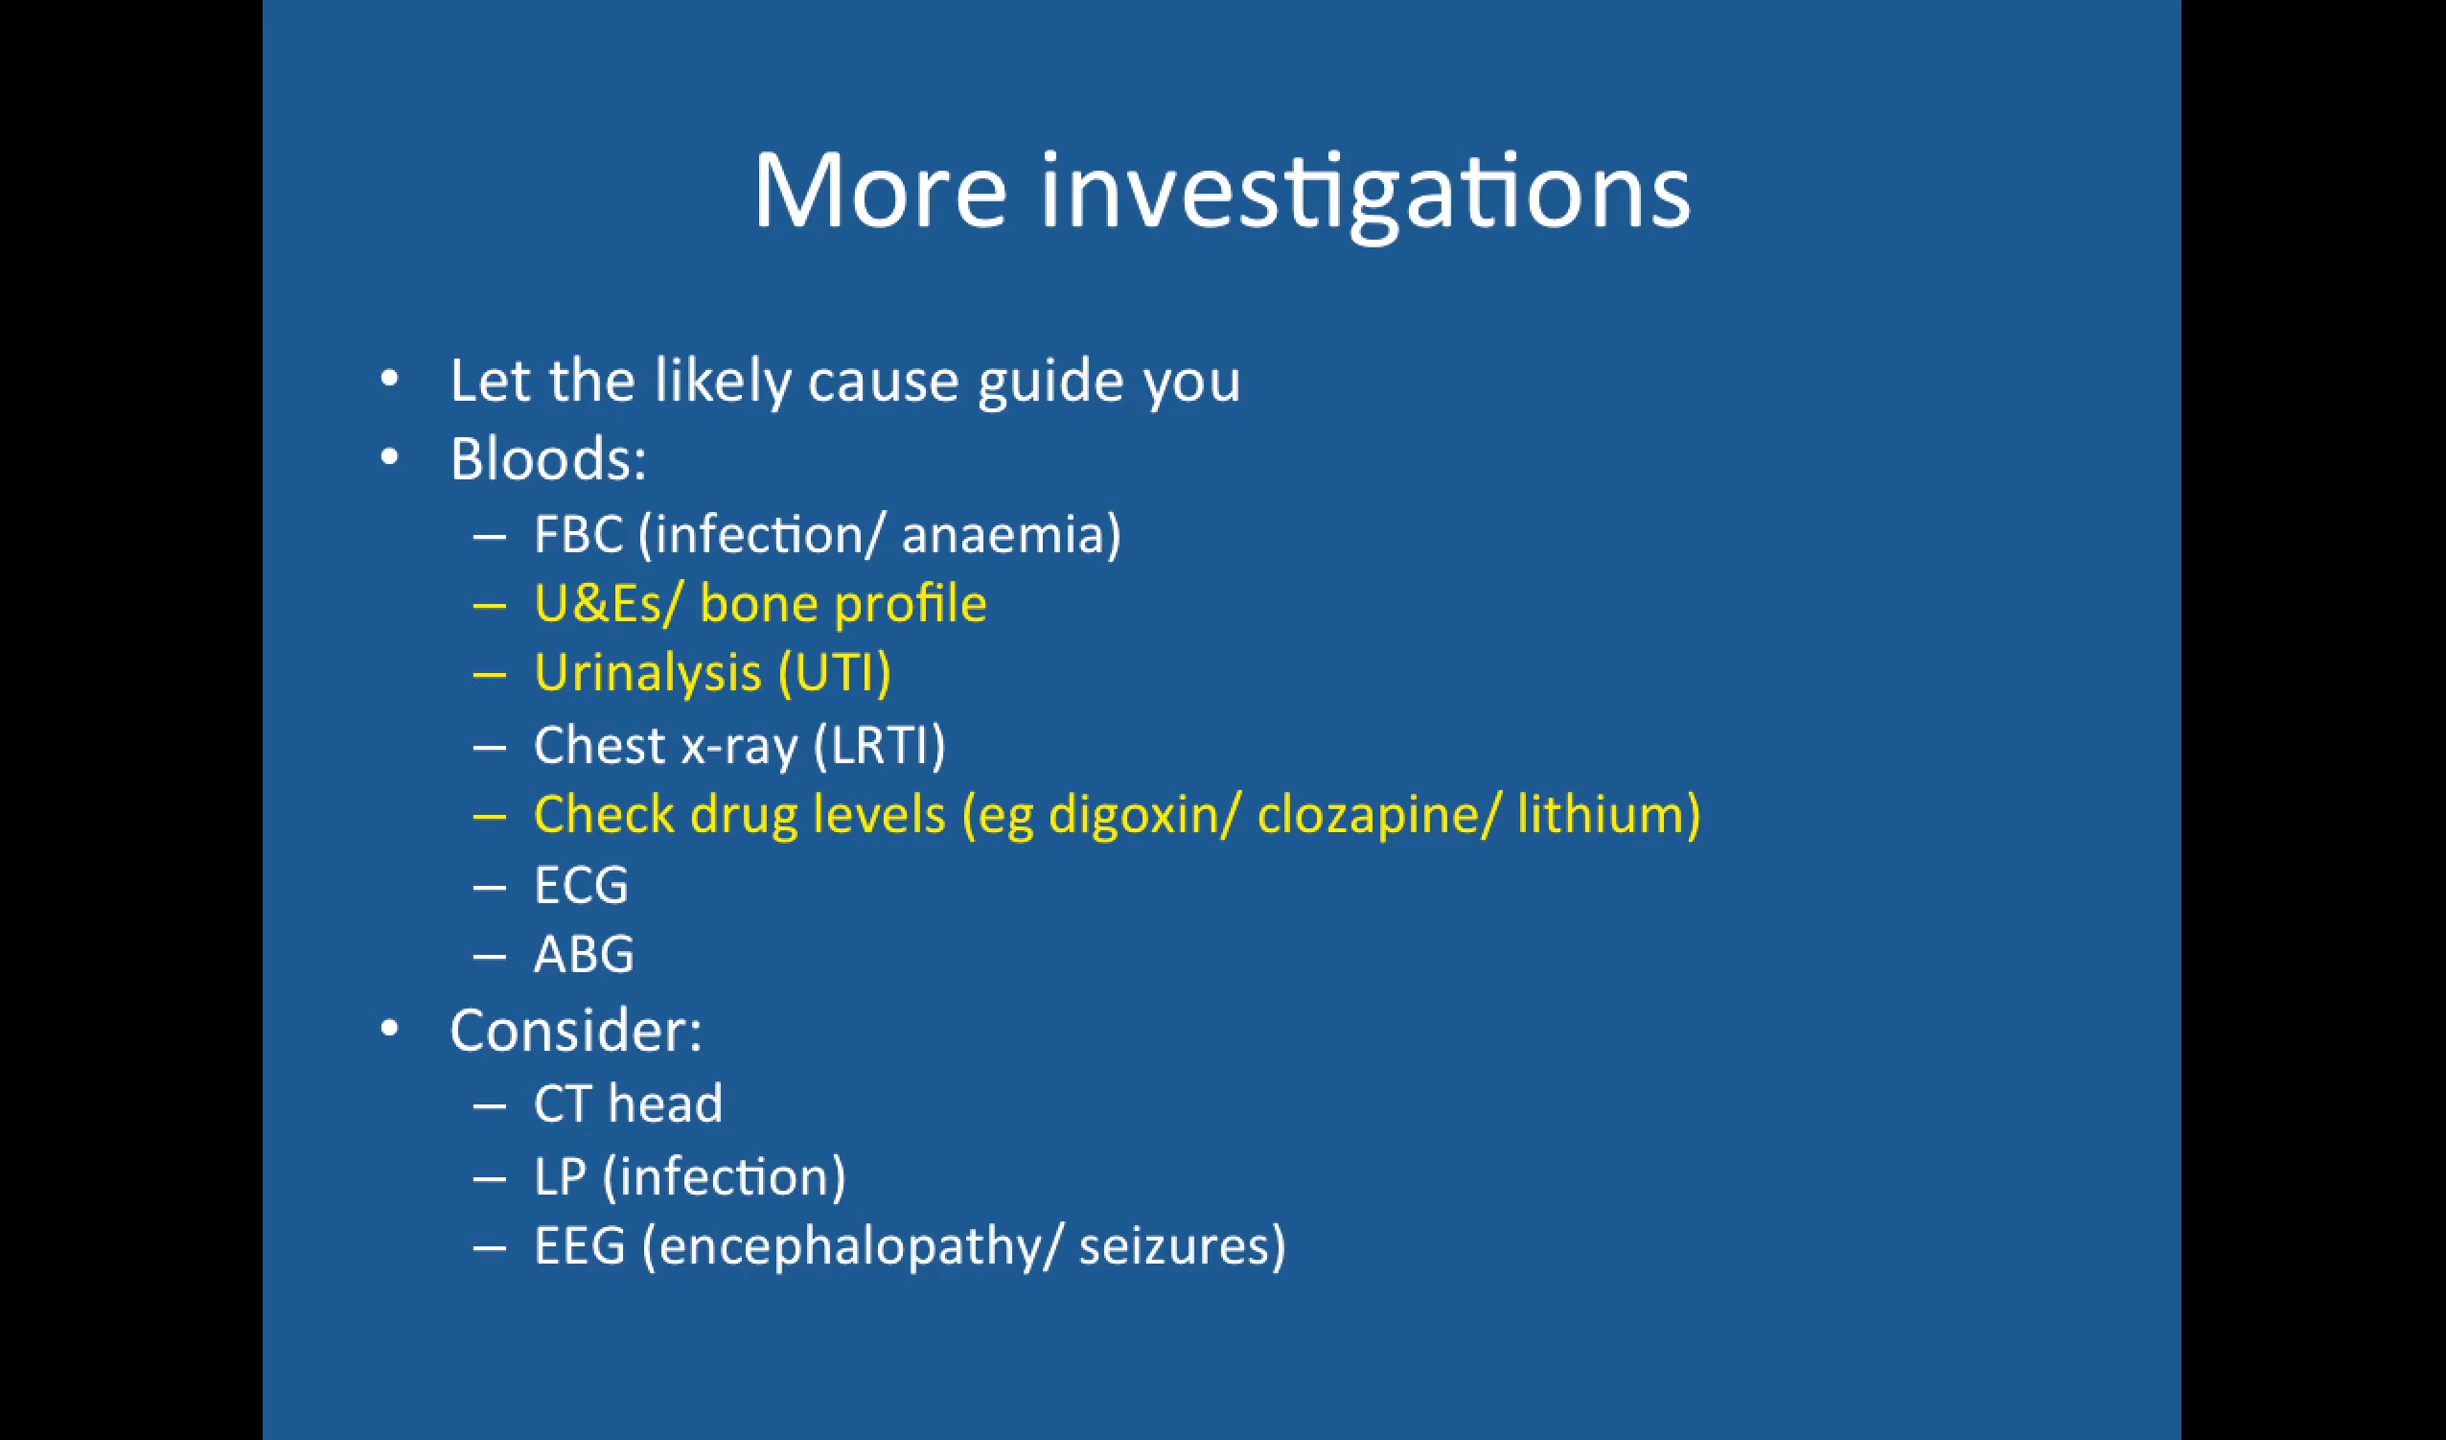 More investigations
• Let the likely cause guide you
• Bloods:
– FBC (infection/ anaemia)
– U&Es/ bone profile
– Urinalysis (UTI)
– Chest x-ray (LRTI)
– Check drug levels (eg digoxin/ clozapine/ lithium)
– ECG
– ABG
• Consider:
– CT head
– LP (infection)
– EEG (encephalopathy/ seizures)